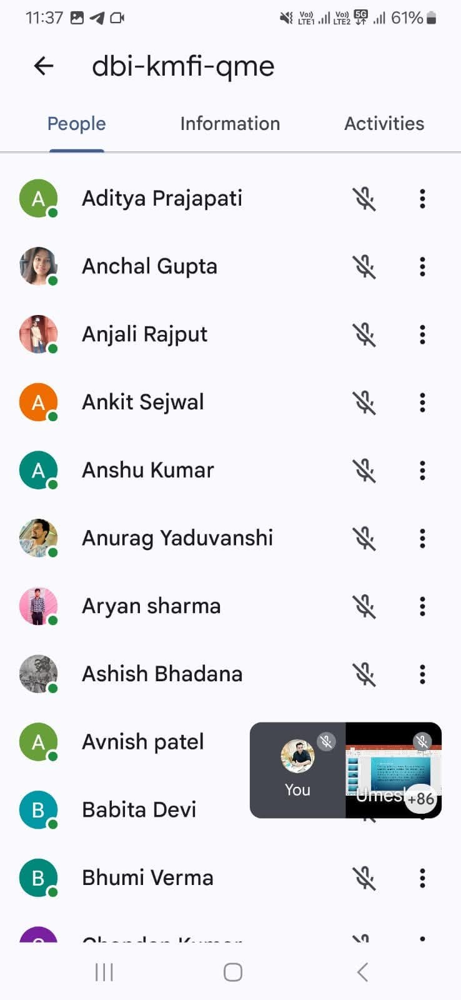 11:37 Vo)) LTE1 Vo)) LTE2 5G 61%
dbi-kmfi-qme
People Information Activities
A Aditya Prajapati
Anchal Gupta
Anjali Rajput
A Ankit Sejwal
A Anshu Kumar
Anurag Yaduvanshi
Aryan sharma
Ashish Bhadana
A Avnish patel
You
Umesh +86
B Babita Devi
B Bhumi Verma